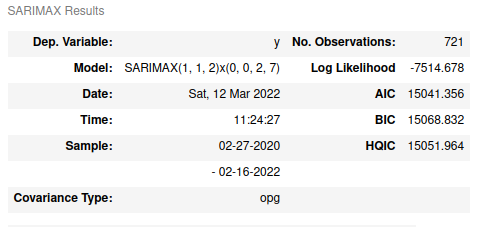 SARIMAX Results
Dep. Variable: y No. Observations: 721
Model: SARIMAX(1, 1, 2)x(0, 0, 2, 7) Log Likelihood -7514.678
Date: Sat, 12 Mar 2022 AIC 15041.356
Time: 11:24:27 BIC 15068.832
Sample: 02-27-2020 HQIC 15051.964
- 02-16-2022
Covariance Type: opg